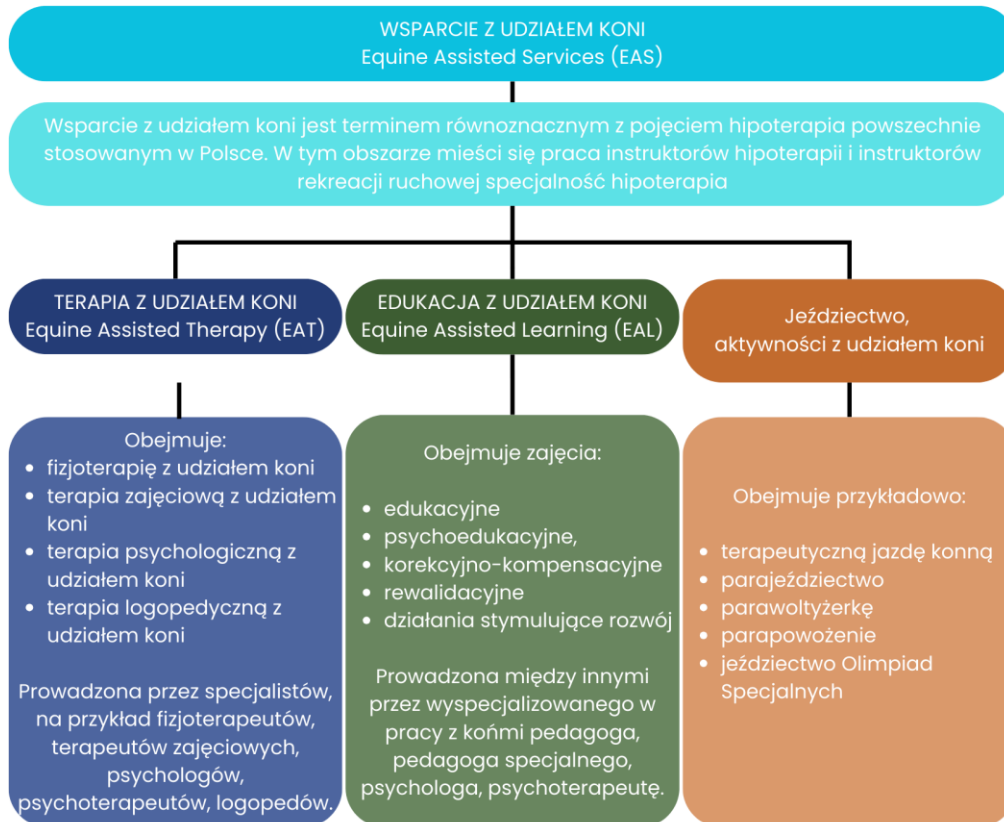 WSPARCIE Z UDZIAŁEM KONI
Equine Assisted Services (EAS)
Wsparcie z udziałem koni jest terminem równoznacznym z pojęciem hipoterapia powszechnie
stosowanym w Polsce. W tym obszarze mieści się praca instruktorów hipoterapii i instruktorów
rekreacji ruchowej specjalność hipoterapia
TERAPIA Z UDZIAŁEM KONI
Equine Assisted Therapy (EAT)
Obejmuje:
• fizjoterapię z udziałem koni
• terapia zajęciową z udziałem
koni
• terapia psychologiczną z
udziałem koni
• terapia logopedyczną z
udziałem koni
Prowadzona przez specjalistów,
na przykład fizjoterapeutów,
terapeutów zajęciowych,
psychologów,
psychoterapeutów, logopedów.
EDUKACJA Z UDZIAŁEM KONI
Equine Assisted Learning (EAL)
Obejmuje zajęcia:
• edukacyjne
• psychoedukacyjne,
• korekcyjno-kompensacyjne
• rewalidacyjne
• działania stymulujące rozwój
Prowadzona między innymi
przez wyspecjalizowanego w
pracy z końmi pedagoga,
pedagoga specjalnego,
psychologa, psychoterapeutę.
Jeździectwo,
aktywności z udziałem koni
Obejmuje przykładowo:
• terapeutyczną jazdę konną
• parajeździectwo
• parawoltyżerkę
• parapowożenie
• jeździectwo Olimpiad
Specjalnych